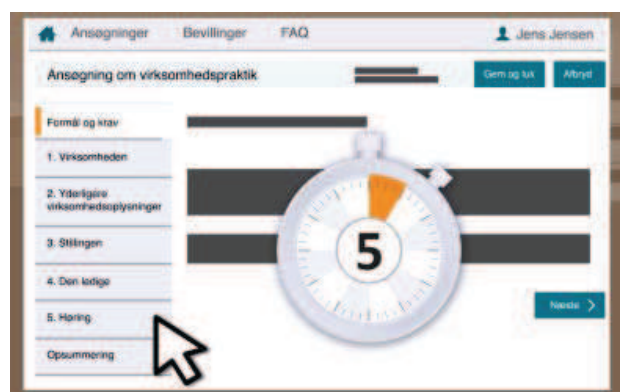 Ansøgninger Bevillinger FAQ Jens Jensen
Ansøgning om virksomhedspraktik
Gem og luk Afbryd
Formål og krav
1. Virksomheden
2. Yderligere
virksomhedsoplysninger
3. Stillingen
4. Den ledige
5. Høring
Opsummering
5
Næste